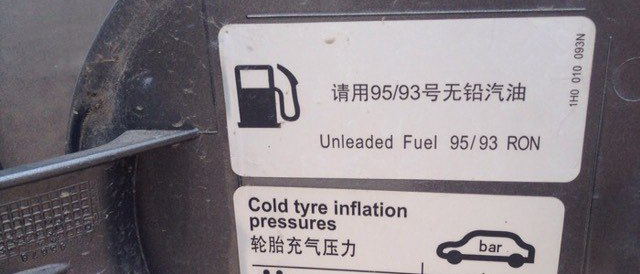 请用95/93号无铅汽油
Unleaded Fuel 95/93 RON
1H0 010 093N
Cold tyre inflation
pressures
轮胎充气压力
bar